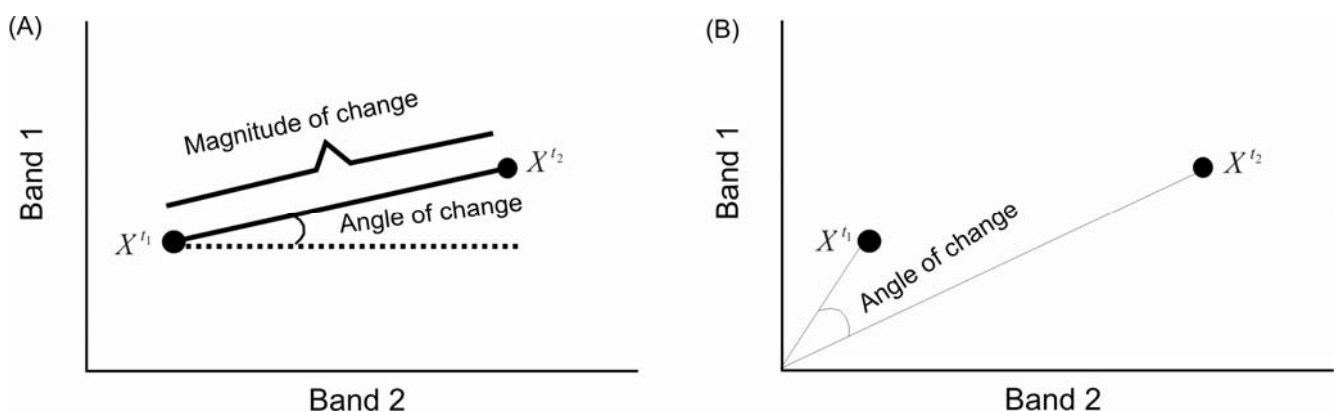 (A)
Band 1
Magnitude of change
X^{t_1}
X^{t_2}
Angle of change
Band 2
(B)
Band 1
X^{t_1}
X^{t_2}
Angle of change
Band 2